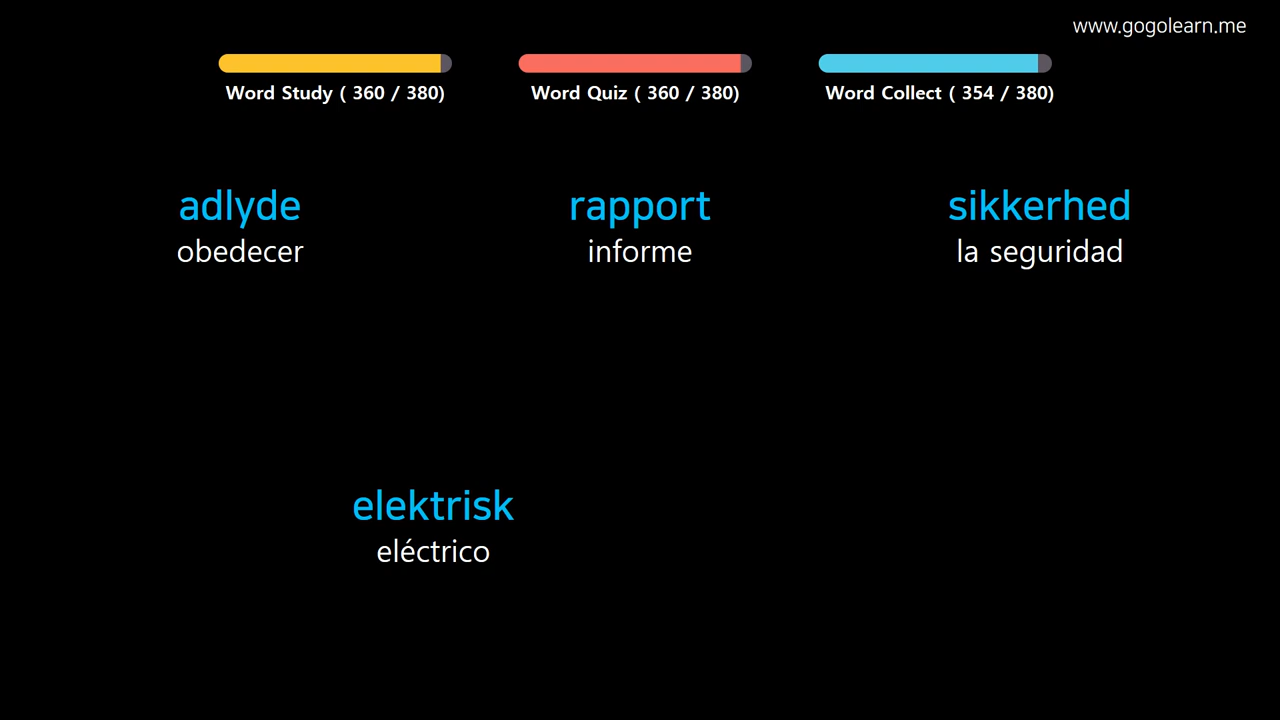 www.gogolearn.me
Word Study ( 360 / 380)
Word Quiz ( 360 / 380)
Word Collect ( 354 / 380)
adlyde
obedecer
rapport
informe
sikkerhed
la seguridad
elektrisk
eléctrico